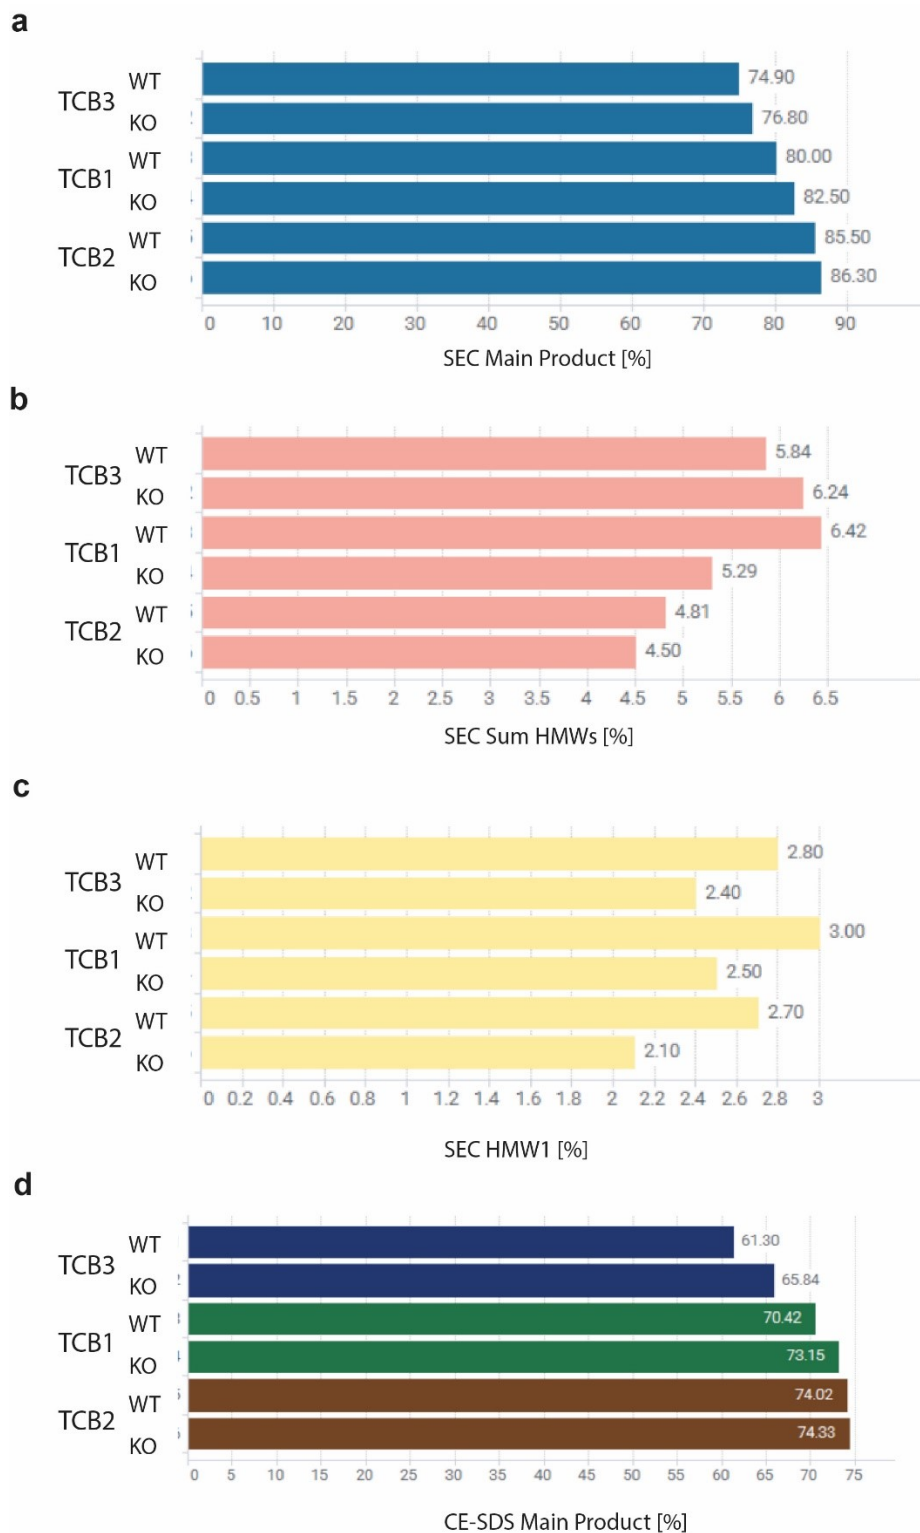 a
TCB3
WT
74.90
KO
76.80
TCB1
WT
80.00
KO
82.50
TCB2
WT
85.50
KO
86.30
0 10 20 30 40 50 60 70 80 90
SEC Main Product [%]
b
TCB3
WT
5.84
KO
6.24
TCB1
WT
6.42
KO
5.29
TCB2
WT
4.81
KO
4.50
0 0.5 1 1.5 2 2.5 3 3.5 4 4.5 5 5.5 6 6.5
SEC Sum HMWs [%]
c
TCB3
WT
2.80
KO
2.40
TCB1
WT
3.00
KO
2.50
TCB2
WT
2.70
KO
2.10
0 0.2 0.4 0.6 0.8 1 1.2 1.4 1.6 1.8 2 2.2 2.4 2.6 2.8 3
SEC HMW1 [%]
d
TCB3
WT
61.30
KO
65.84
TCB1
WT
70.42
KO
73.15
TCB2
WT
74.02
KO
74.33
0 5 10 15 20 25 30 35 40 45 50 55 60 65 70 75
CE-SDS Main Product [%]